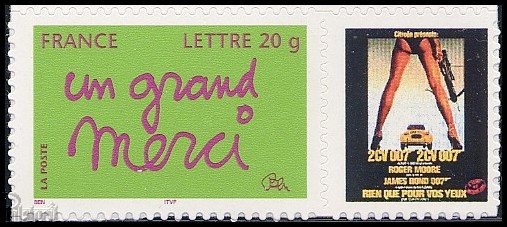 FRANCE LETTRE 20 g
un grand
merci
LA POSTE
BEN ITVF
Citroën présente:
2CV 007 2CV 007
ROGER MOORE
JAMES BOND 007
RIEN QUE POUR VOS YEUX